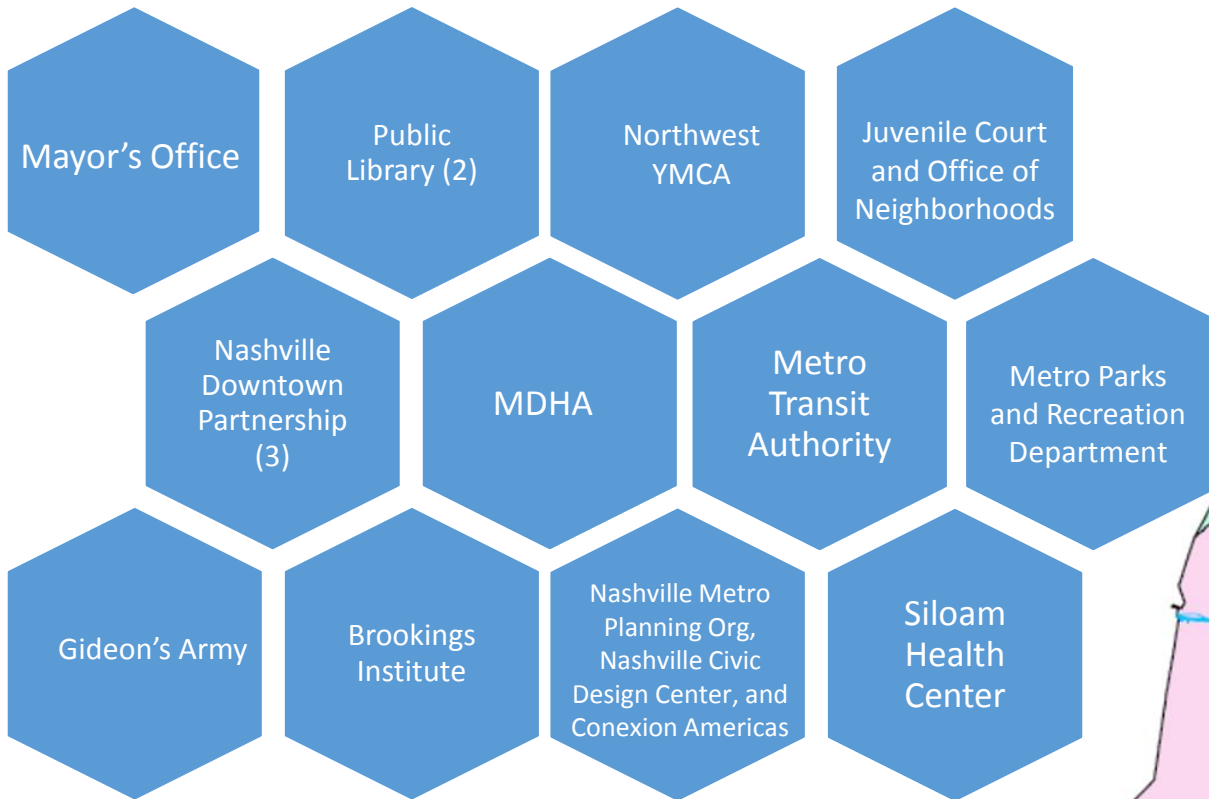 Mayor’s Office
Public
Library (2)
Northwest
YMCA
Juvenile Court
and Office of
Neighborhoods
Nashville
Downtown
Partnership
(3)
MDHA
Metro
Transit
Authority
Metro Parks
and Recreation
Department
Gideon’s Army
Brookings
Institute
Nashville Metro
Planning Org,
Nashville Civic
Design Center, and
Conexion Americas
Siloam
Health
Center